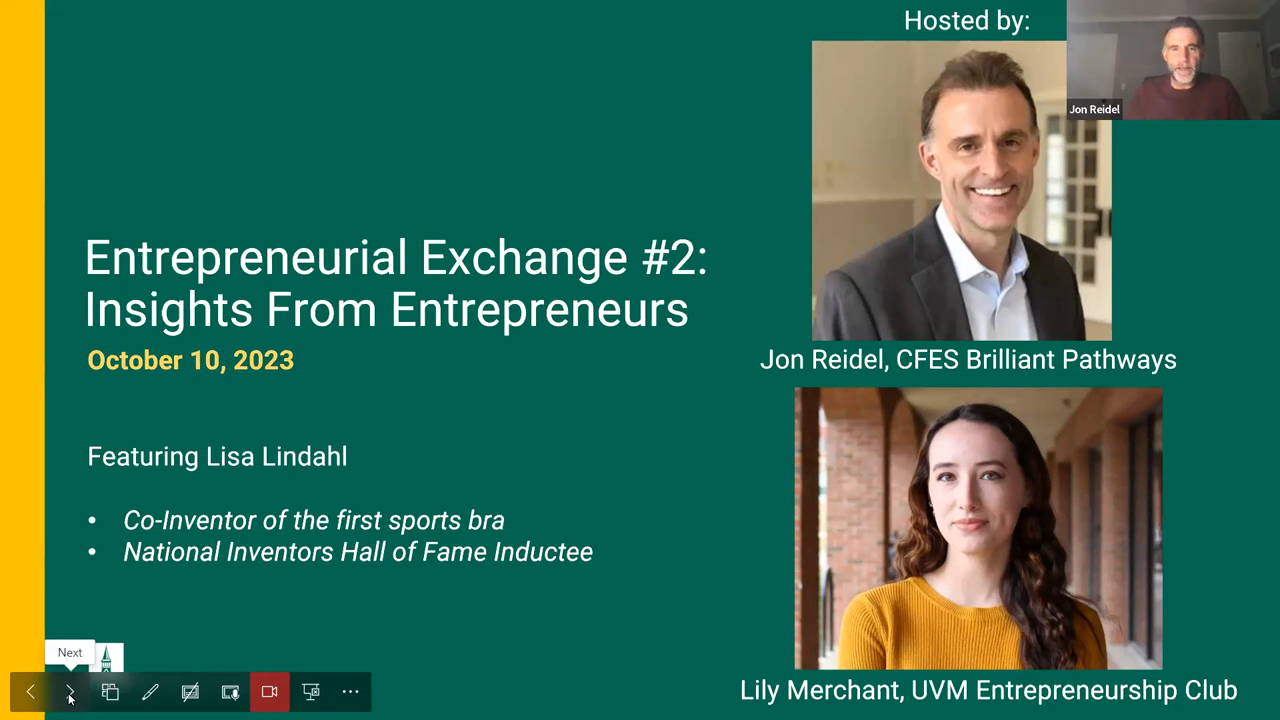 Hosted by:
Jon Reidel
Entrepreneurial Exchange #2:
Insights From Entrepreneurs
October 10, 2023
Jon Reidel, CFES Brilliant Pathways
Featuring Lisa Lindahl
• Co-Inventor of the first sports bra
• National Inventors Hall of Fame Inductee
Next
Lily Merchant, UVM Entrepreneurship Club